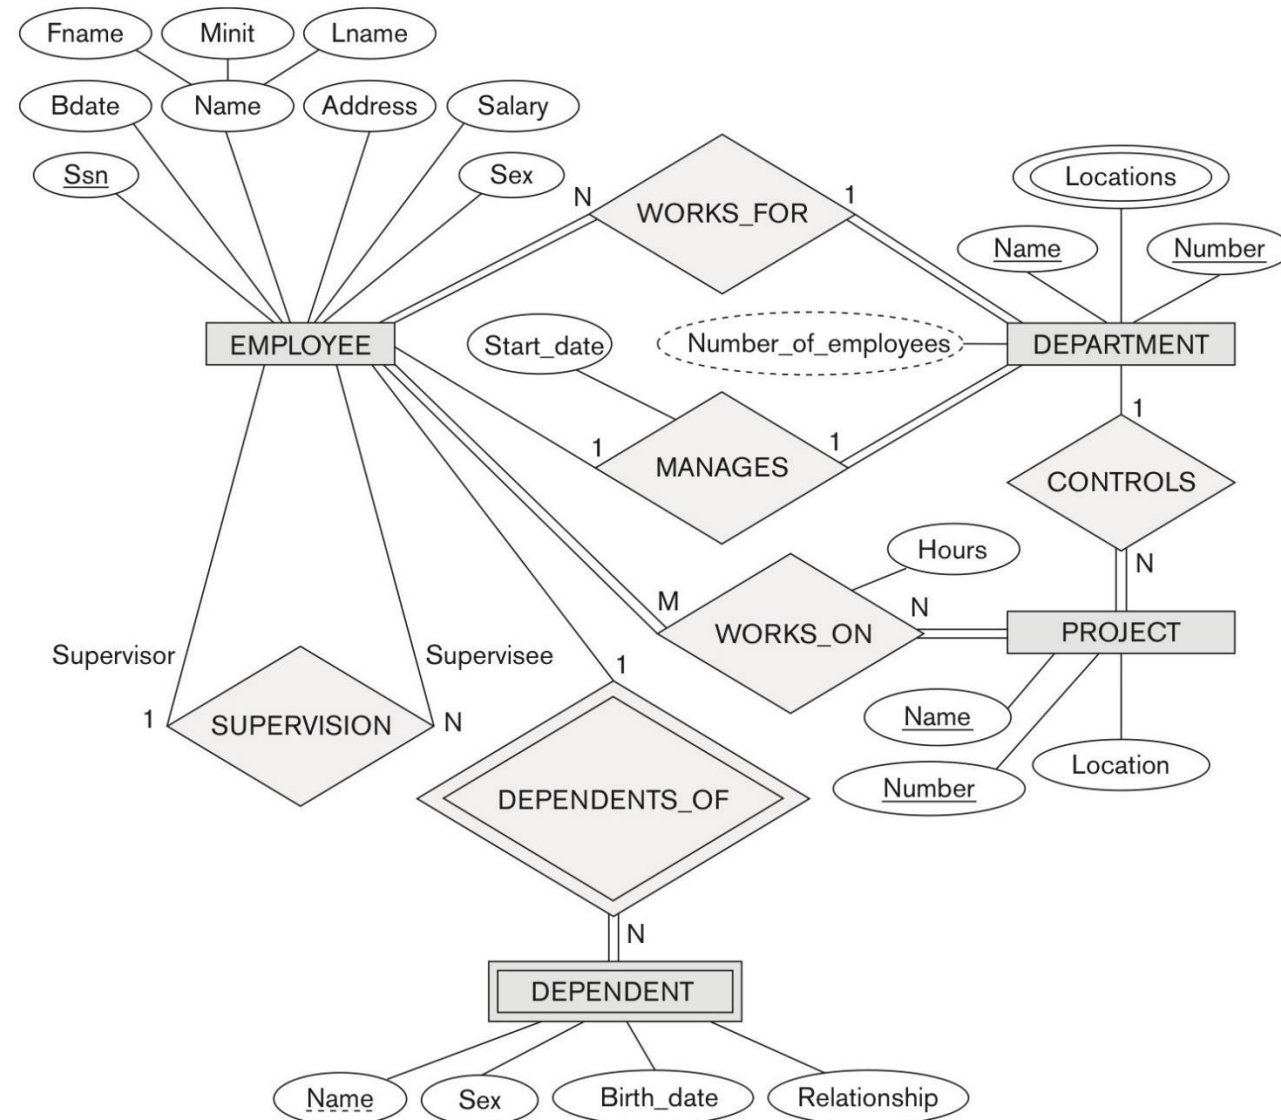 Fname
Minit
Lname
Bdate
Name
Address
Salary
Ssn
Sex
N
WORKS_FOR
1
Locations
Name
Number
EMPLOYEE
Start_date
Number_of_employees
DEPARTMENT
1
MANAGES
1
1
CONTROLS
N
Hours
M
WORKS_ON
N
PROJECT
Supervisor
Supervisee
1
1
SUPERVISION
N
Name
Number
Location
DEPENDENTS_OF
N
DEPENDENT
Name
Sex
Birth_date
Relationship